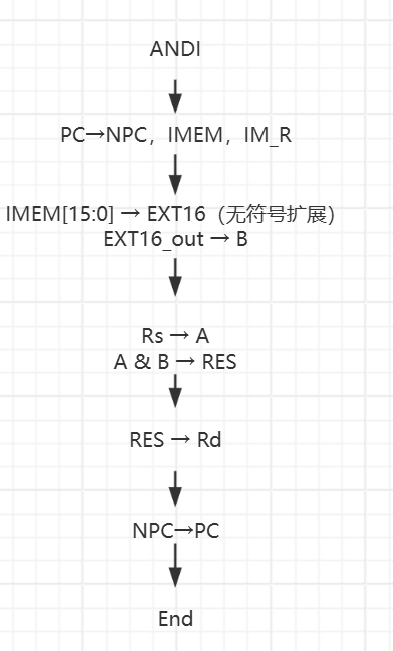 ANDI
PC→NPC，IMEM，IM_R
IMEM[15:0] → EXT16（无符号扩展）
EXT16_out → B
Rs → A
A & B → RES
RES → Rd
NPC→PC
End